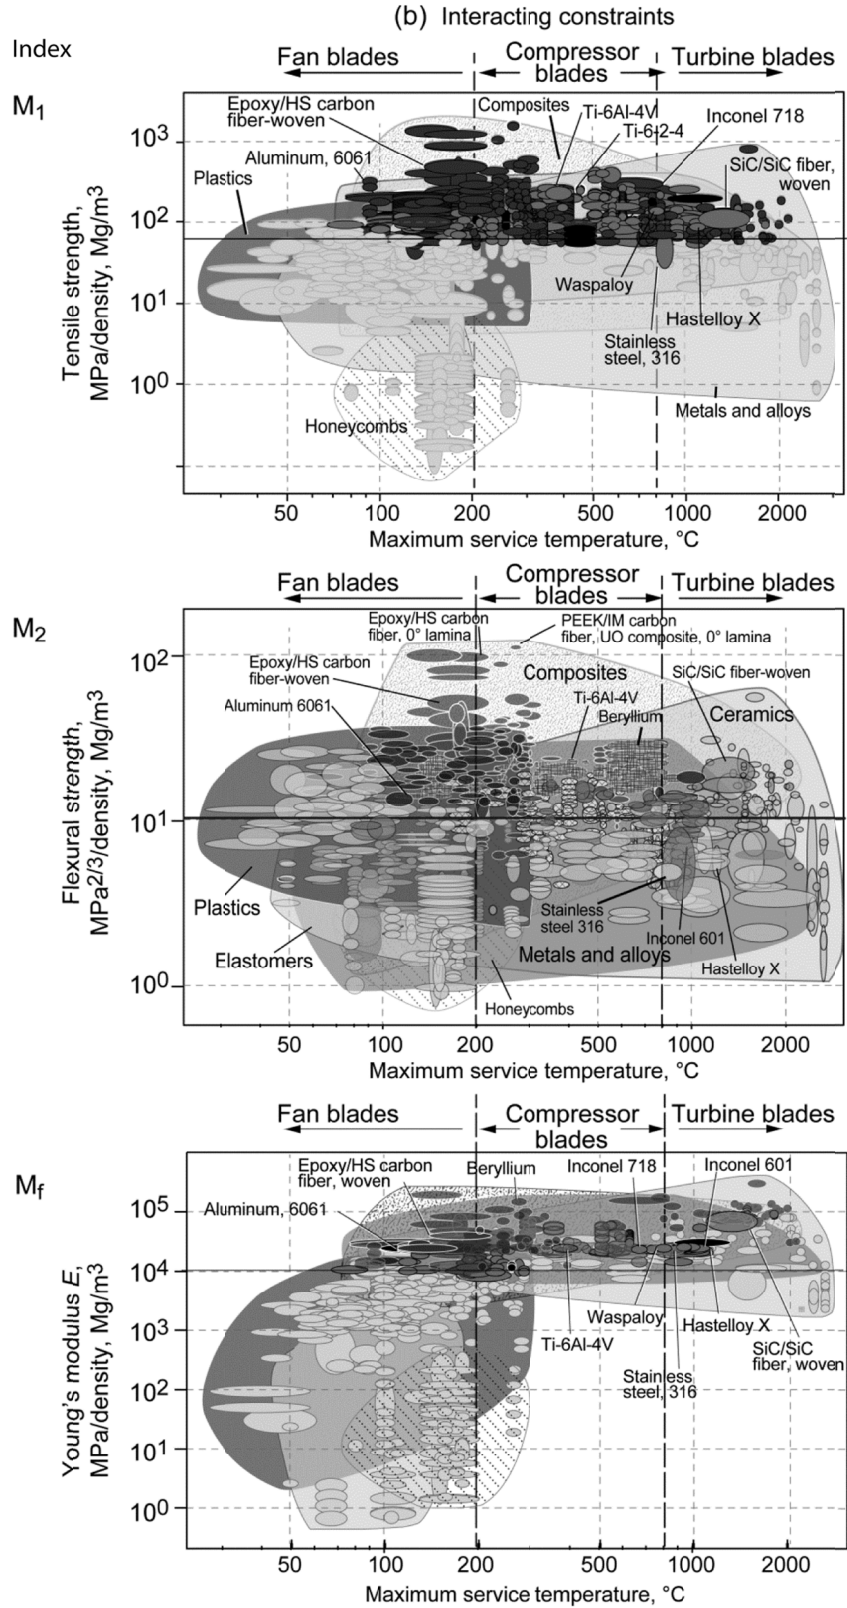 (b) Interacting constraints
Index
Fan blades
Compressor
blades
Turbine blades
M1
Tensile strength,
MPa/density, Mg/m3
10³
10²
10¹
10⁰
Epoxy/HS carbon
fiber-woven
Composites
Ti-6Al-4V
Ti-6-2-4
Inconel 718
Aluminum, 6061
Plastics
SiC/SiC fiber,
woven
Waspaloy
Hastelloy X
Stainless
steel, 316
Honeycombs
Metals and alloys
50
100
200
500
1000
2000
Maximum service temperature, °C
Fan blades
Compressor
blades
Turbine blades
M2
Flexural strength,
MPa2/3/density, Mg/m3
10²
10¹
10⁰
Epoxy/HS carbon
fiber, 0° lamina
PEEK/IM carbon
fiber, UO composite, 0° lamina
Epoxy/HS carbon
fiber-woven
Composites
SiC/SiC fiber-woven
Aluminum 6061
Ti-6Al-4V
Beryllium
Ceramics
Plastics
Stainless
steel 316
Elastomers
Inconel 601
Metals and alloys
Hastelloy X
Honeycombs
50
100
200
500
1000
2000
Maximum service temperature, °C
Fan blades
Compressor
blades
Turbine blades
Mf
Young's modulus E,
MPa/density, Mg/m3
10⁵
10⁴
10³
10²
10¹
10⁰
Epoxy/HS carbon
fiber, woven
Beryllium
Inconel 718
Inconel 601
Aluminum, 6061
Waspaloy
Hastelloy X
Ti-6Al-4V
SiC/SiC
fiber, woven
Stainless
steel, 316
50
100
200
500
1000
2000
Maximum service temperature, °C